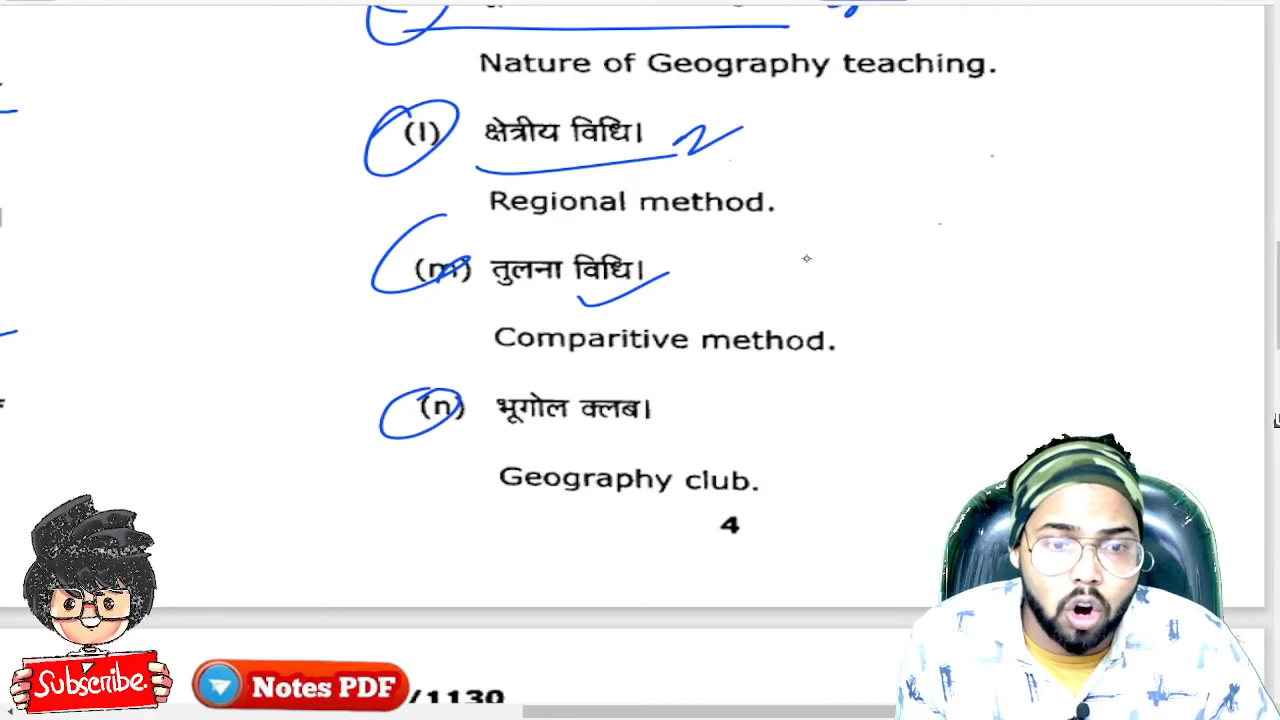 Nature of Geography teaching.
(l) क्षेत्रीय विधि।
Regional method.
(m) तुलना विधि।
Comparitive method.
(n) भूगोल क्लब।
Geography club.
4
Subscribe.
Notes PDF
/1130